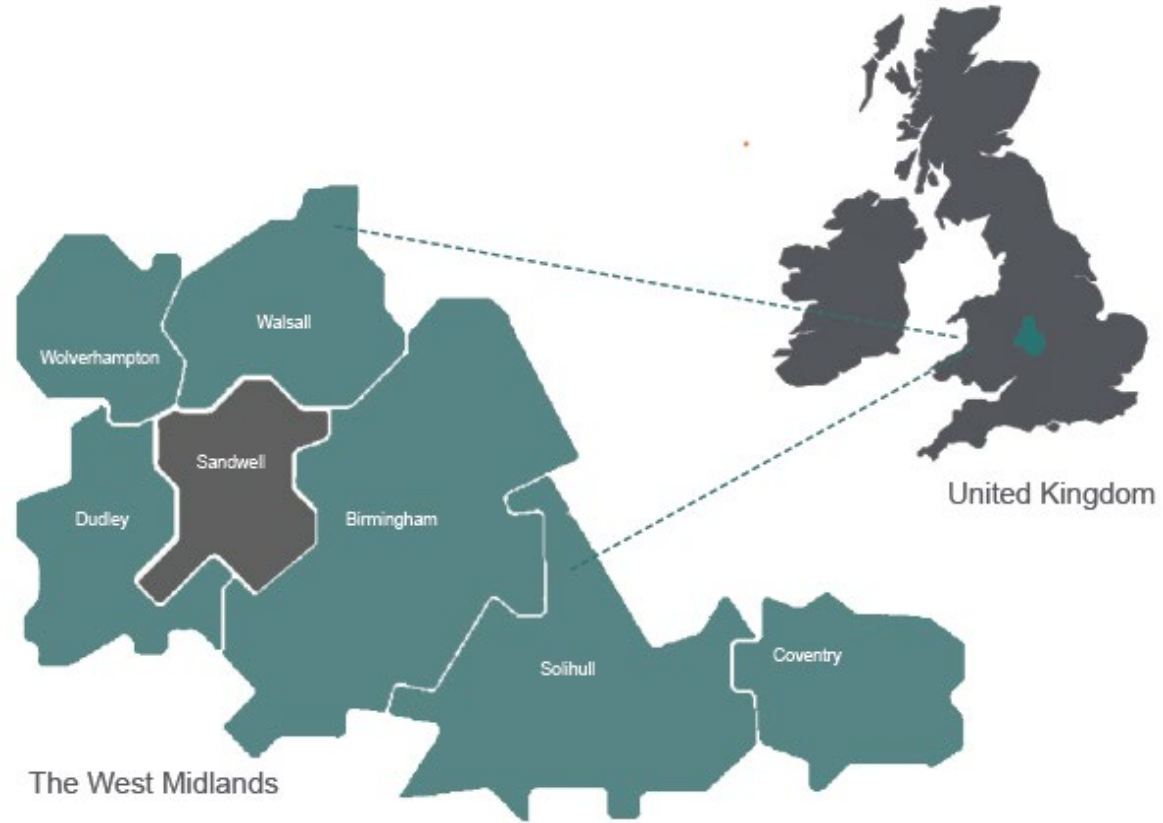 Walsall
Wolverhampton
Sandwell
United Kingdom
Dudley
Birmingham
Coventry
Solihull
The West Midlands